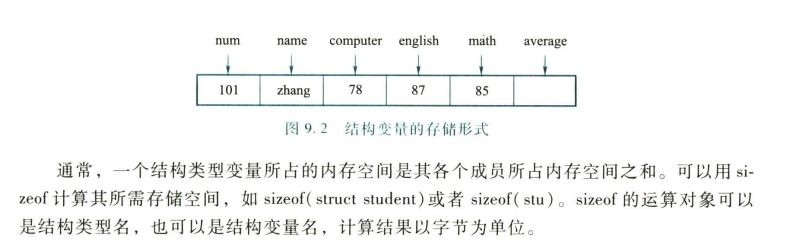 num name computer english math average
101 zhang 78 87 85
图 9.2 结构变量的存储形式
通常，一个结构类型变量所占的内存空间是其各个成员所占内存空间之和。可以用 si-
zeof 计算其所需存储空间，如 sizeof( struct student)或者 sizeof( stu)。sizeof 的运算对象可以
是结构类型名，也可以是结构变量名，计算结果以字节为单位。